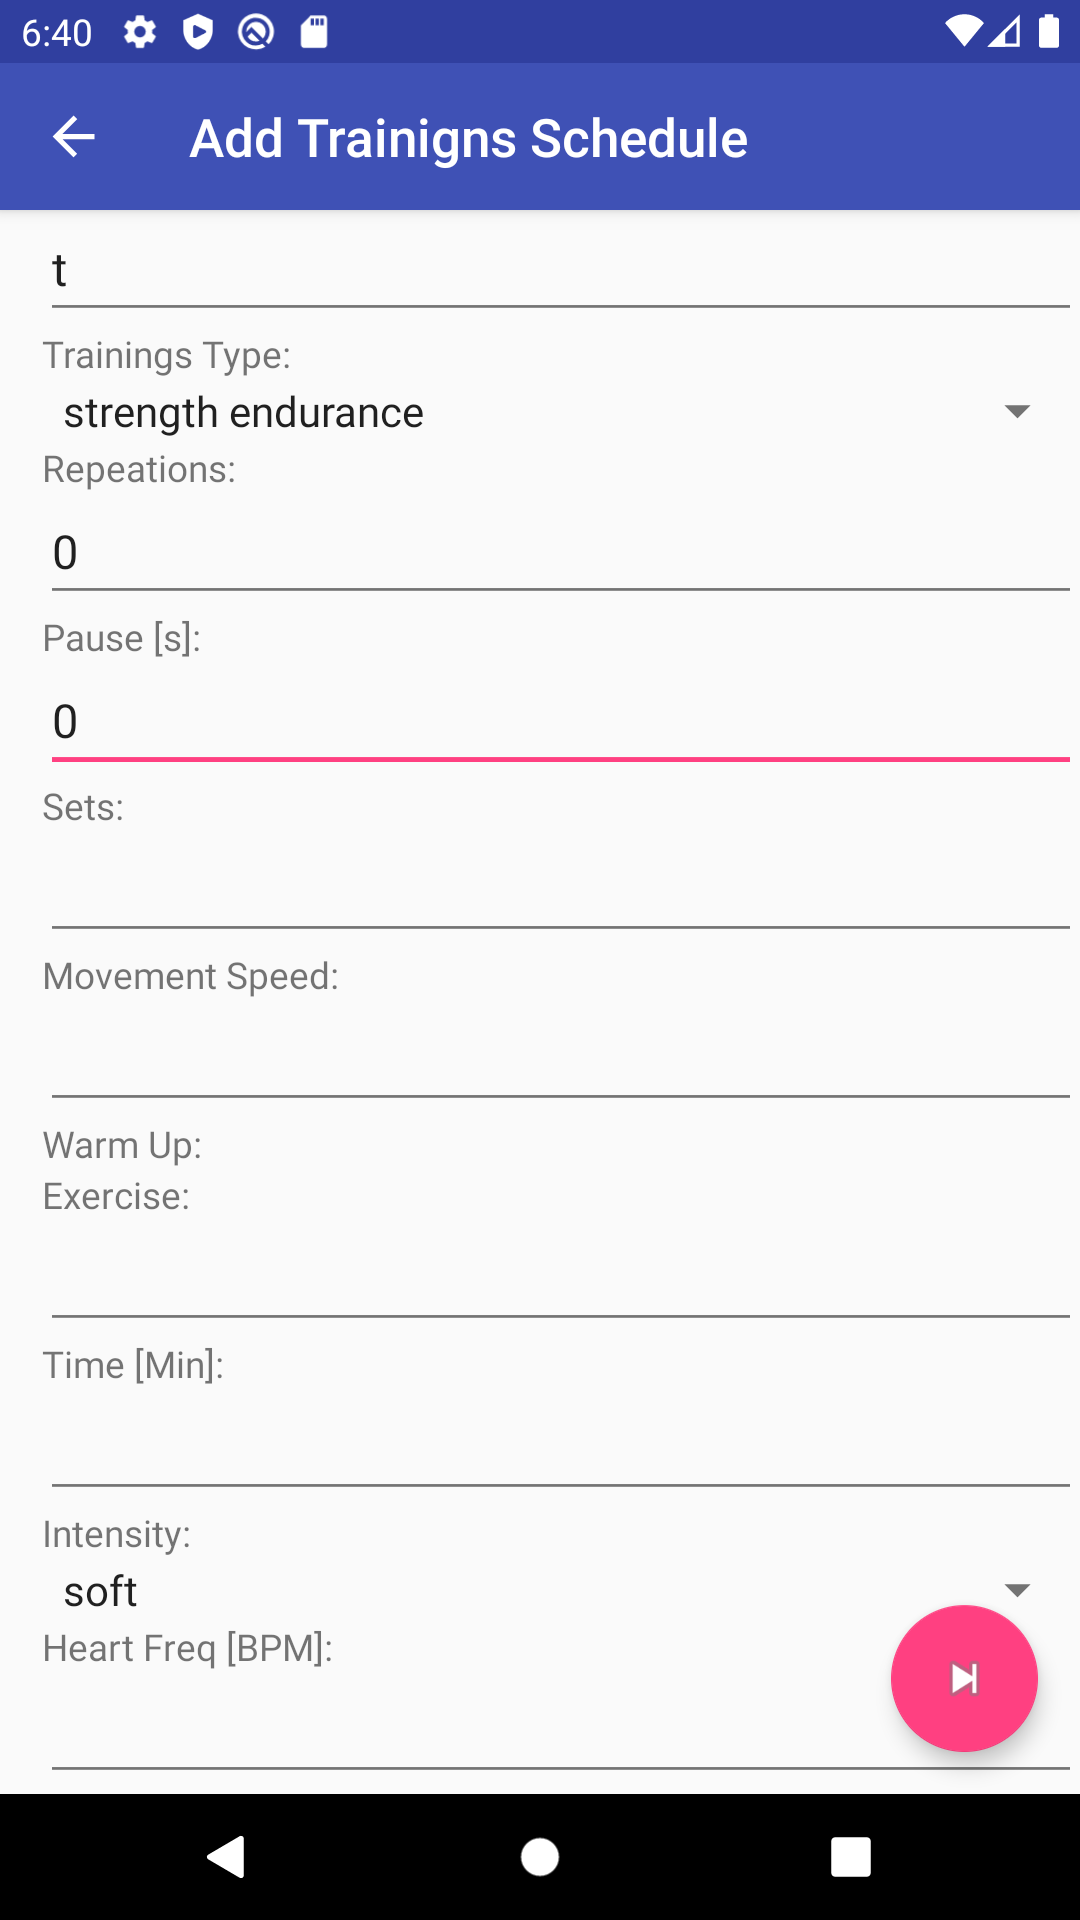 6:40
Add Trainigns Schedule
t
Trainings Type:
strength endurance
Repeations:
0
Pause [s]:
0
Sets:
Movement Speed:
Warm Up:
Exercise:
Time [Min]:
Intensity:
soft
Heart Freq [BPM]: